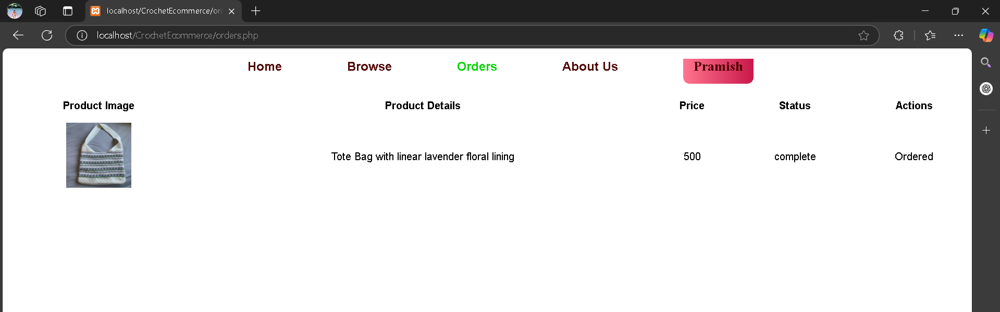 localhost/CrochetEcommerce/ord
localhost/CrochetEcommerce/orders.php
Home Browse Orders About Us Pramish
Product Image Product Details Price Status Actions
Tote Bag with linear lavender floral lining 500 complete Ordered